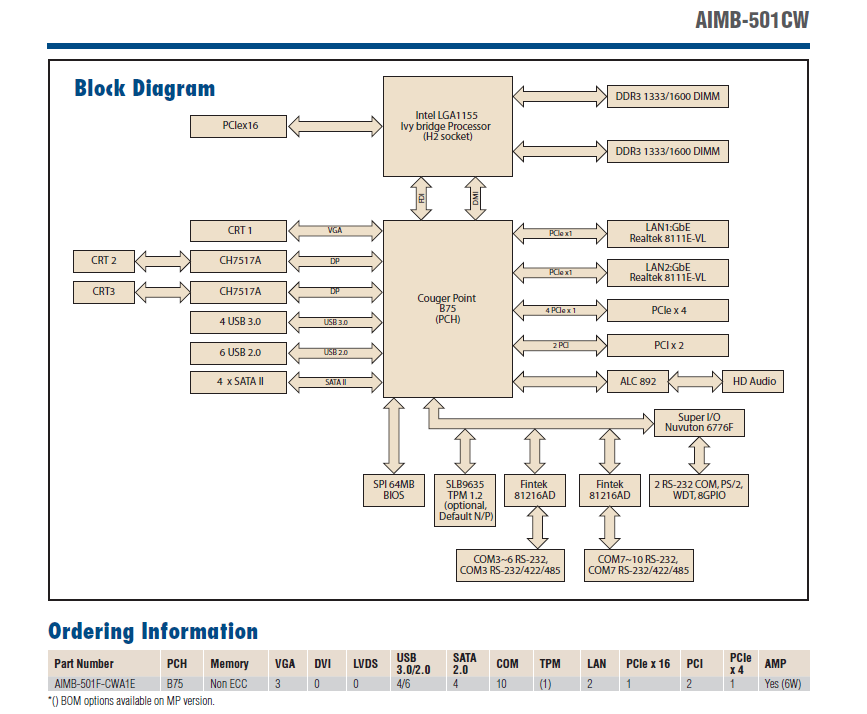 AIMB-501CW
Block Diagram
PCIex16
Intel LGA1155
Ivy bridge Processor
(H2 socket)
DDR3 1333/1600 DIMM
DDR3 1333/1600 DIMM
FDI
DMI
CRT 1
VGA
CRT 2
CH7517A
DP
CRT3
CH7517A
DP
4 USB 3.0
USB 3.0
6 USB 2.0
USB 2.0
4 x SATA II
SATA II
Couger Point
B75
(PCH)
PCIe x1
LAN1:GbE
Realtek 8111E-VL
PCIe x1
LAN2:GbE
Realtek 8111E-VL
4 PCIe x 1
PCIe x 4
2 PCI
PCI x 2
ALC 892
HD Audio
Super I/O
Nuvuton 6776F
SPI 64MB
BIOS
SLB9635
TPM 1.2
(optional,
Default N/P)
Fintek
81216AD
Fintek
81216AD
2 RS-232 COM, PS/2,
WDT, 8GPIO
COM3~6 RS-232,
COM3 RS-232/422/485
COM7~10 RS-232,
COM7 RS-232/422/485
Ordering Information
Part Number PCH Memory VGA DVI LVDS USB 3.0/2.0 SATA 2.0 COM TPM LAN PCIe x 16 PCI PCIe x 4 AMP
AIMB-501F-CWA1E B75 Non ECC 3 0 0 4/6 4 10 (1) 2 1 2 1 Yes (6W)
*() BOM options available on MP version.